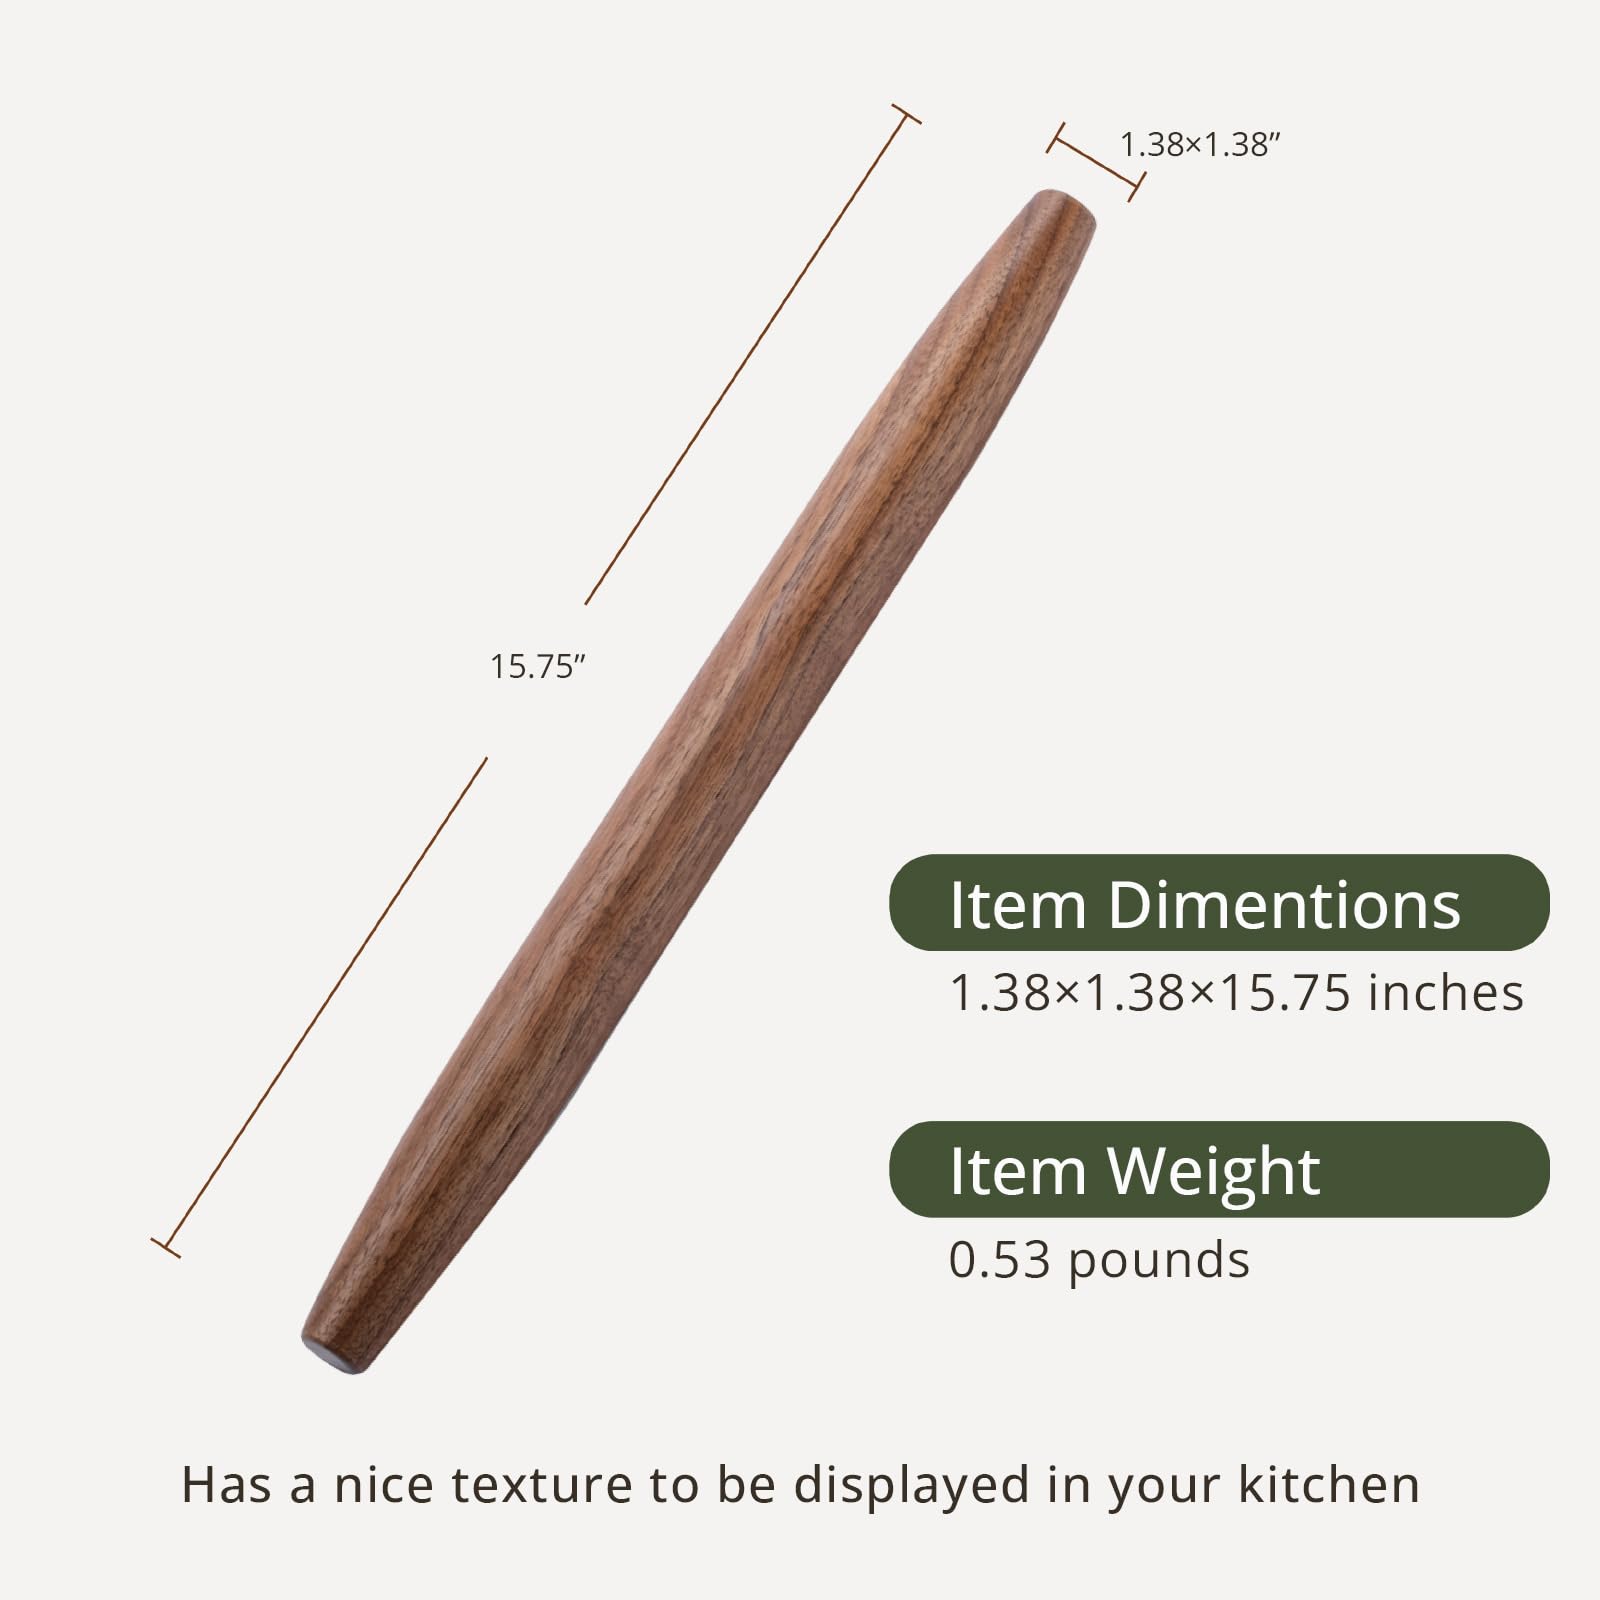 1.38×1.38”
15.75”
Item Dimentions
1.38×1.38×15.75 inches
Item Weight
0.53 pounds
Has a nice texture to be displayed in your kitchen